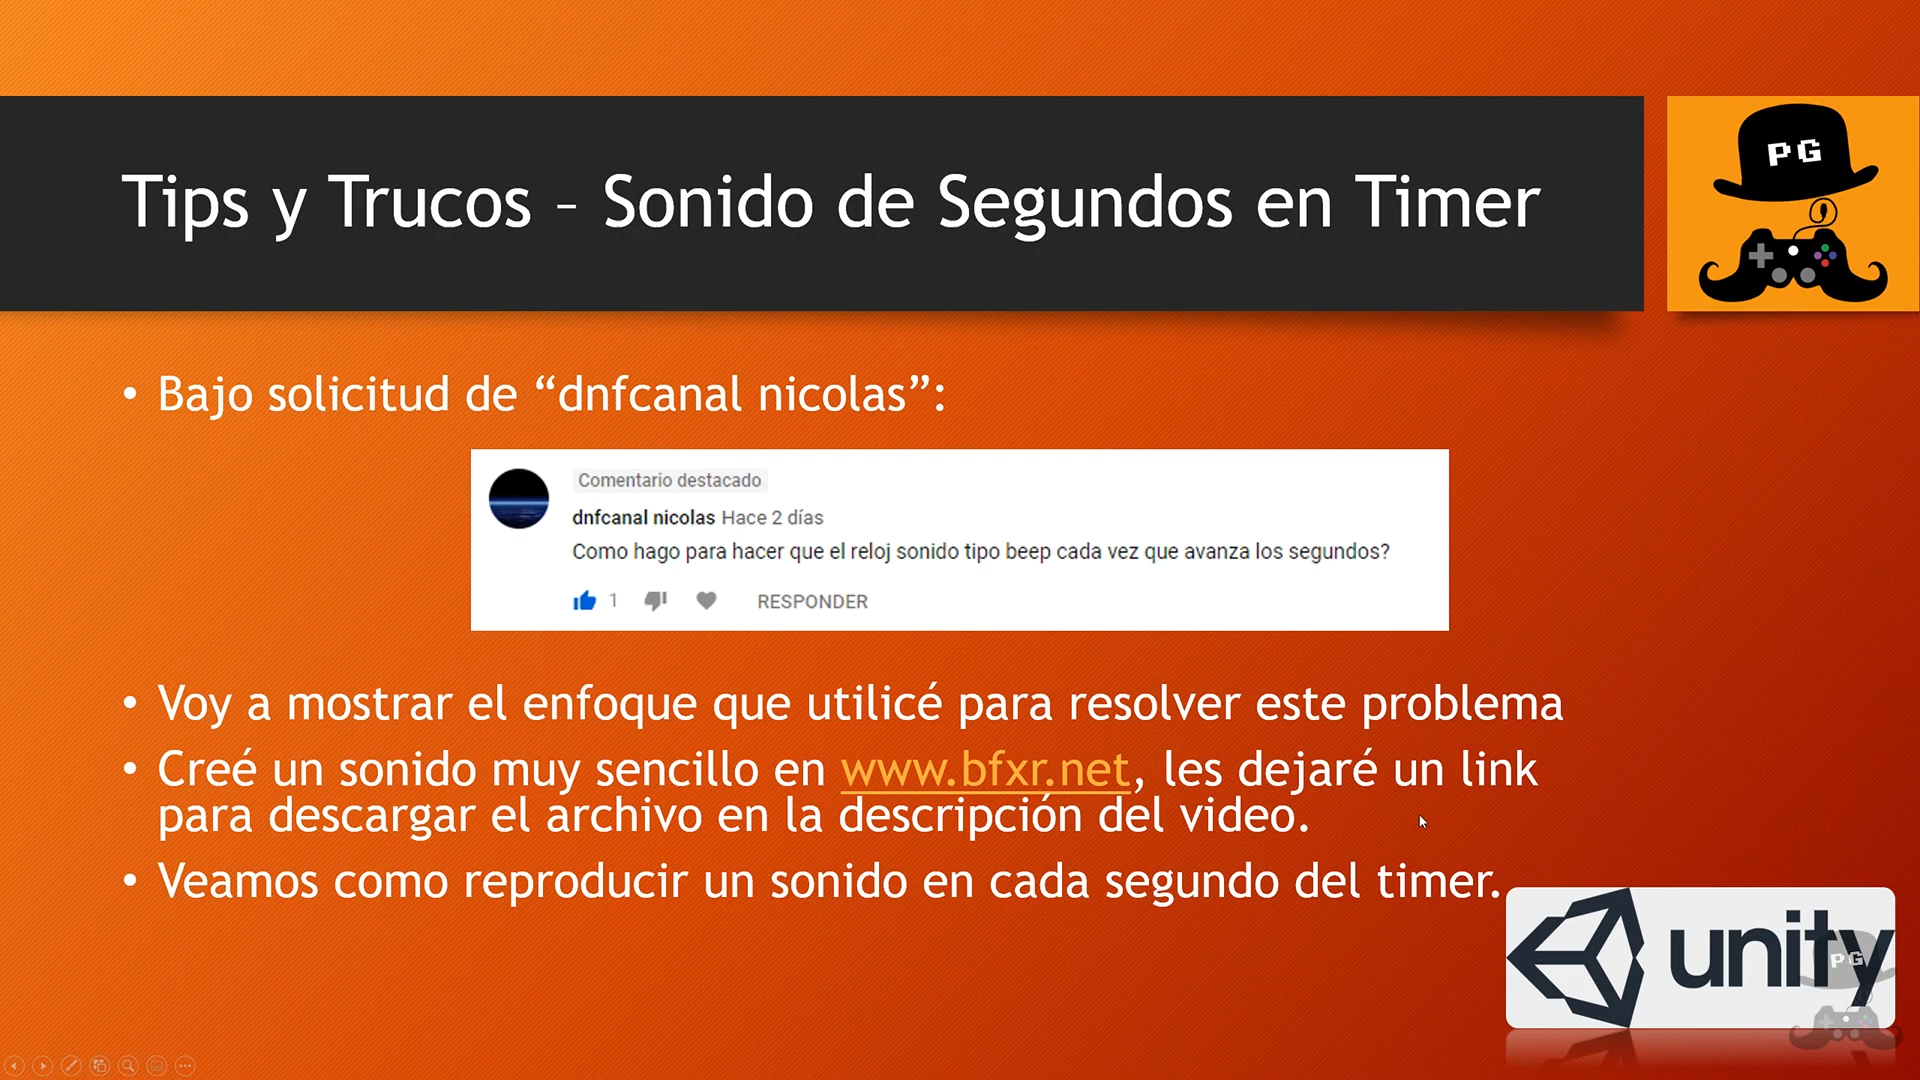 Tips y Trucos – Sonido de Segundos en Timer
PG
• Bajo solicitud de “dnfcanal nicolas”:
Comentario destacado
dnfcanal nicolas Hace 2 días
Como hago para hacer que el reloj sonido tipo beep cada vez que avanza los segundos?
1 RESPONDER
• Voy a mostrar el enfoque que utilicé para resolver este problema
• Creé un sonido muy sencillo en www.bfxr.net, les dejaré un link
para descargar el archivo en la descripción del video.
• Veamos como reproducir un sonido en cada segundo del timer.
unity
PG